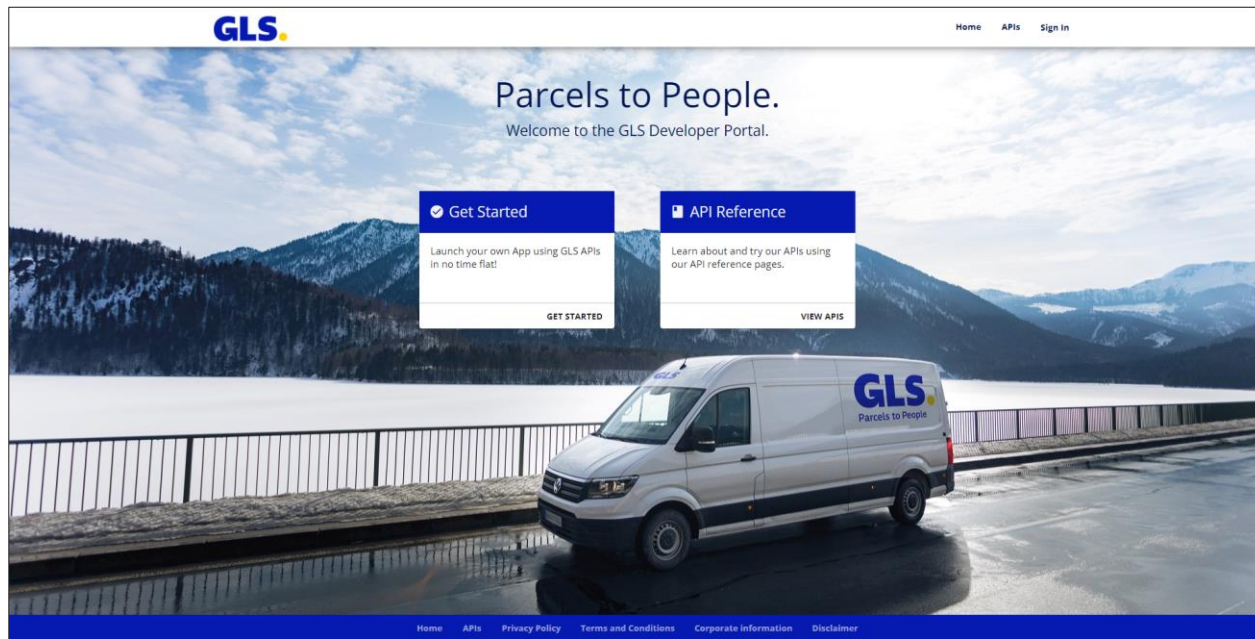 GLS.
Home APIs Sign In
Parcels to People.
Welcome to the GLS Developer Portal.
Get Started
Launch your own App using GLS APIs
in no time flat!
GET STARTED
API Reference
Learn about and try our APIs using
our API reference pages.
VIEW APIS
GLS
GLS.
Parcels to People
Home APIs Privacy Policy Terms and Conditions Corporate information Disclaimer